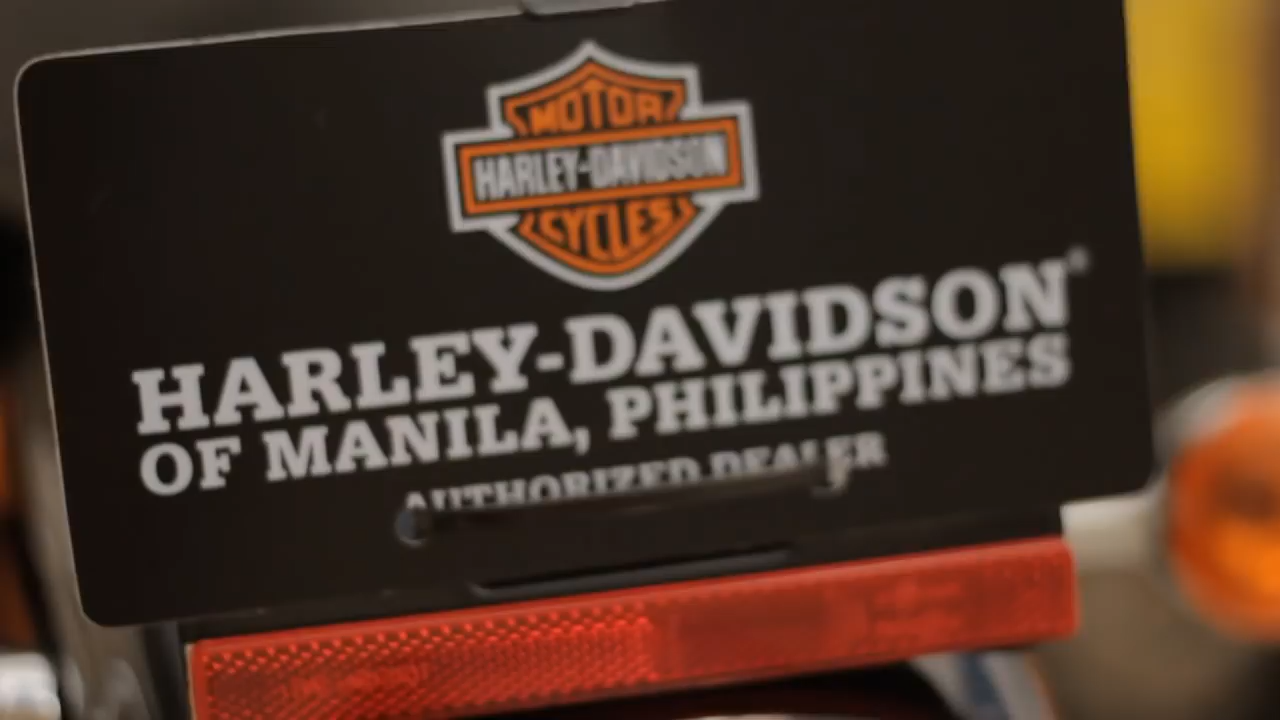 MOTOR
HARLEY-DAVIDSON
CYCLES
HARLEY-DAVIDSON®
OF MANILA, PHILIPPINES
AUTHORIZED DEALER